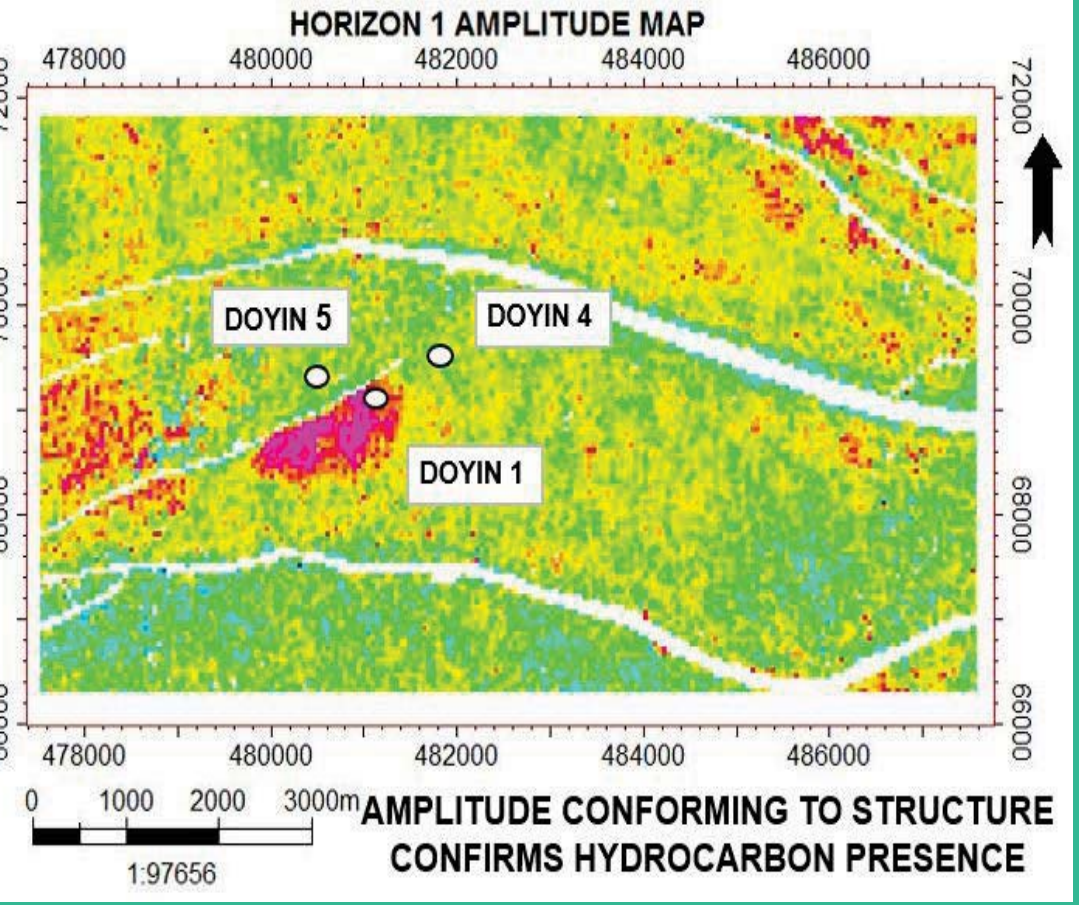 HORIZON 1 AMPLITUDE MAP
478000 480000 482000 484000 486000
72000
70000
DOYIN 5
DOYIN 4
DOYIN 1
68000
66000
478000 480000 482000 484000 486000
0 1000 2000 3000m
1:97656
AMPLITUDE CONFORMING TO STRUCTURE
CONFIRMS HYDROCARBON PRESENCE